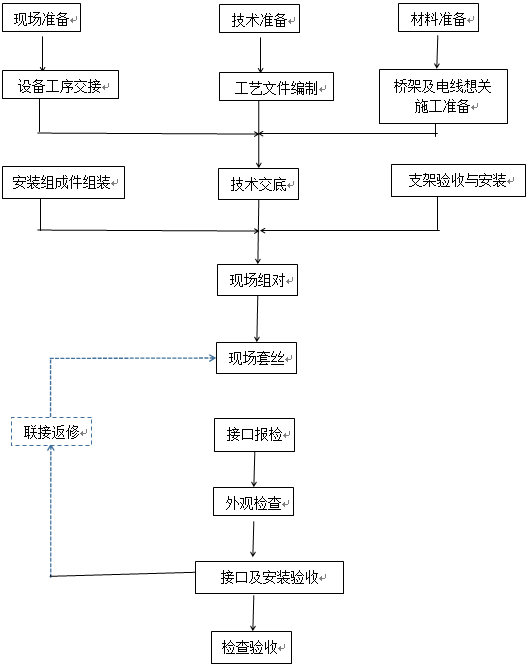 现场准备
技术准备
材料准备
设备工序交接
工艺文件编制
桥架及电线想关
施工准备
安装组成件组装
技术交底
支架验收与安装
现场组对
现场套丝
联接返修
接口报检
外观检查
接口及安装验收
检查验收